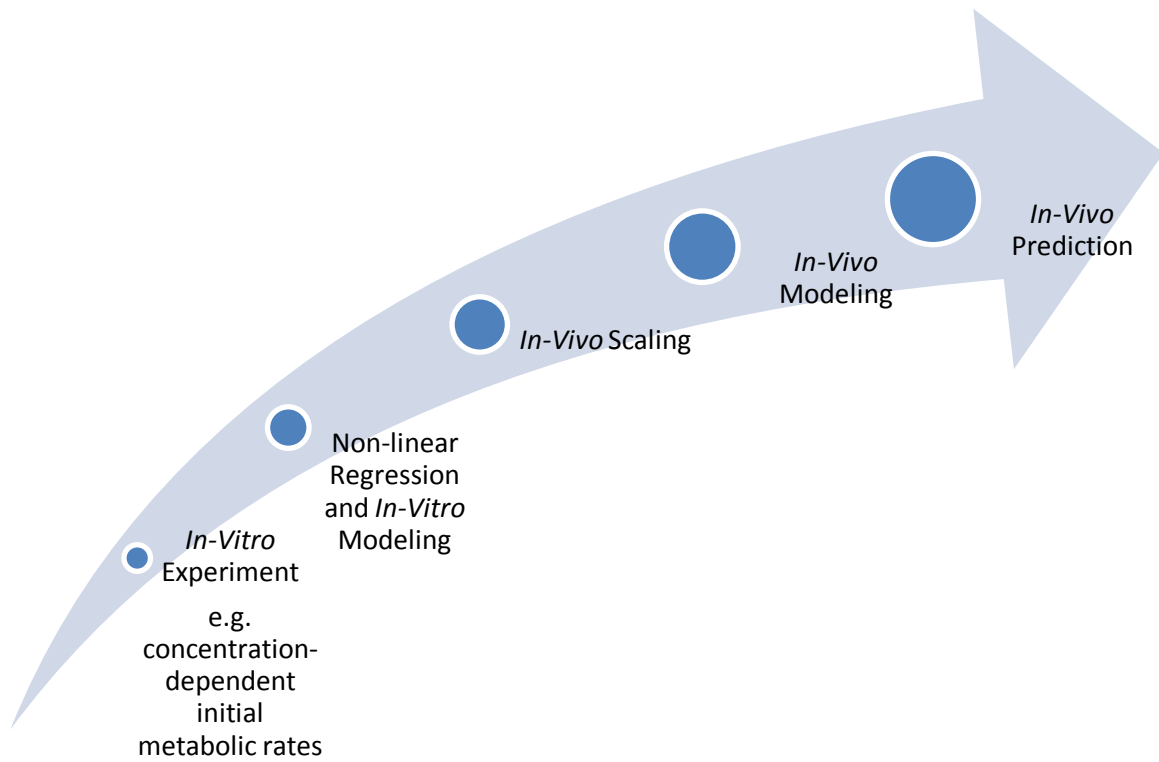 In-Vitro
Experiment
e.g.
concentration-
dependent
initial
metabolic rates
Non-linear
Regression
and In-Vitro
Modeling
In-Vivo Scaling
In-Vivo
Modeling
In-Vivo
Prediction